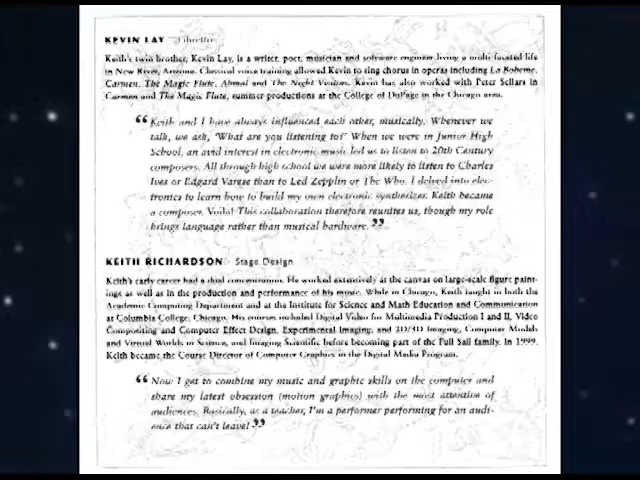 KEVIN LAY – Librettist
Keith's twin brother, Kevin Lay, is a writer, poet, musician and software engineer living a multi-faceted life
in New River, Arizona. Classical voice training allowed Kevin to sing chorus in operas including La Boheme,
Carmen, The Magic Flute, Ahmal and The Night Visitors. Kevin has also worked with Peter Sellars in
Carmen and The Magic Flute, summer productions at the College of DuPage in the Chicago area.
“Keith and I have always influenced each other, musically. Whenever we
talk, we ask, 'What are you listening to?' When we were in Junior High
School, an avid interest in electronic music led us to listen to 20th Century
composers. All through high school we were more likely to listen to Charles
Ives or Edgard Varese than to Led Zepplin or The Who. I delved into elec-
tronics to learn how to build my own electronic synthesizer. Keith became
a composer. Voila! This collaboration therefore reunites us, though my role
brings language rather than musical hardware.”
KEITH RICHARDSON – Stage Design
Keith's early career had a dual concentration. He worked extensively at the canvas on large-scale figure paint-
ings as well as in the production and performance of his music. While in Chicago, Keith taught in both the
Academic Computing Department and at the Institute for Science and Math Education and Communication
at Columbia College, Chicago. His courses included Digital Video for Multimedia Production I and II, Video
Compositing and Computer Effect Design, Experimental Imaging, and 2D/3D Imaging, Computer Models
and Virtual Worlds in Science, and Imaging Scientific before becoming part of the Full Sail family. In 1999,
Keith became the Course Director of Computer Graphics in the Digital Media Program.
“Now I get to combine my music and graphic skills on the computer and
share my latest obsession (motion graphics) with the most attentive of
audiences. Basically, as a teacher, I'm a performer performing for an audi-
ence that can't leave!”